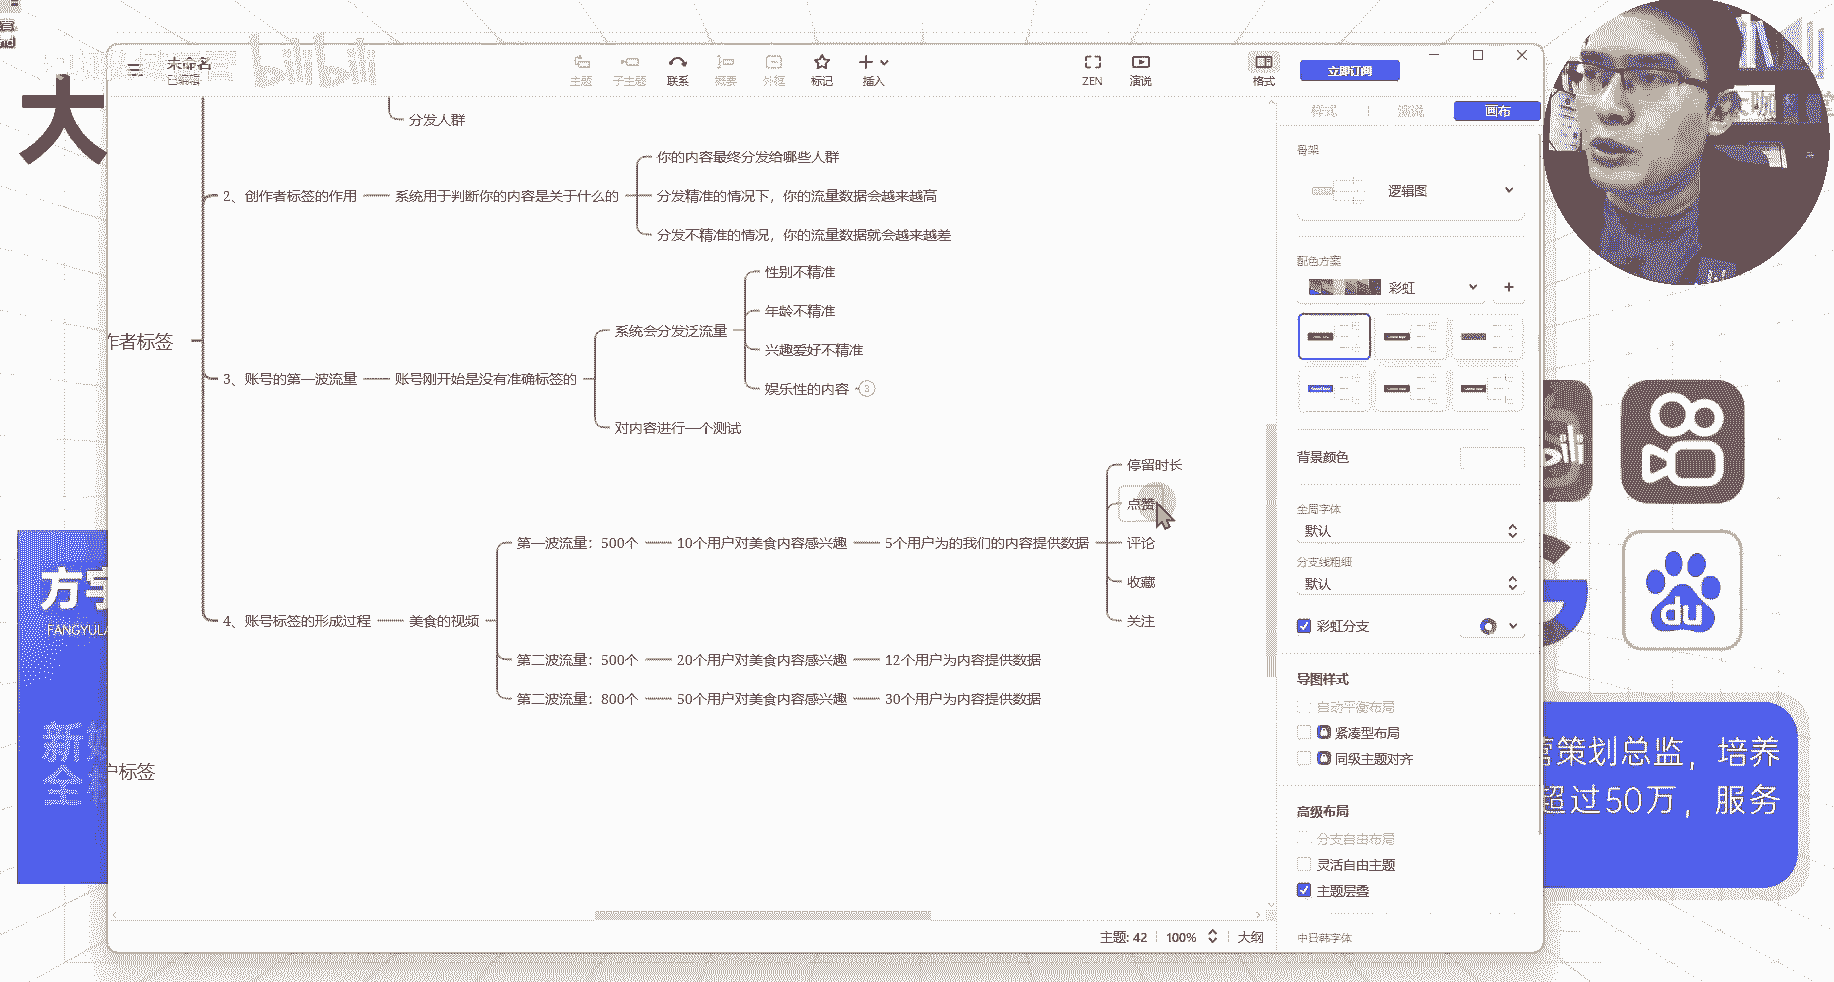 未命名
已编辑
主题
子主题
联系
概要
外框
标记
插入
ZEN
演说
格式
立即订阅
样式
演说
画布
bilibili
大
分发人群
2、创作者标签的作用
系统用于判断你的内容是关于什么的
你的内容最终分发给哪些人群
分发精准的情况下，你的流量数据会越来越高
分发不精准的情况，你的流量数据就会越来越差
作者标签
3、账号的第一波流量
账号刚开始是没有准确标签的
系统会分发泛流量
性别不精准
年龄不精准
兴趣爱好不精准
娱乐性的内容
3
对内容进行一个测试
4、账号标签的形成过程
美食的视频
第一波流量：500个
10个用户对美食内容感兴趣
5个用户为的我们的内容提供数据
停留时长
点赞
评论
收藏
关注
第二波流量：500个
20个用户对美食内容感兴趣
12个用户为内容提供数据
第二波流量：800个
50个用户对美食内容感兴趣
30个用户为内容提供数据
户标签
骨架
逻辑图
配色方案
彩虹
背景颜色
全局字体
默认
分支线粗细
默认
彩虹分支
导图样式
自动平衡布局
紧凑型布局
同级主题对齐
高级布局
分支自由布局
灵活自由主题
主题层叠
中日韩字体
主题: 42
100%
大纲
方宇
FANGYULA
新媒
全
du
营策划总监，培养
超过50万，服务